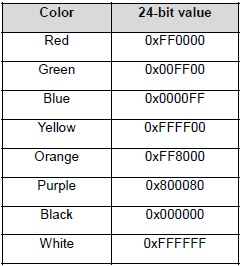 Color 24-bit value
Red 0xFF0000
Green 0x00FF00
Blue 0x0000FF
Yellow 0xFFFF00
Orange 0xFF8000
Purple 0x800080
Black 0x000000
White 0xFFFFFF